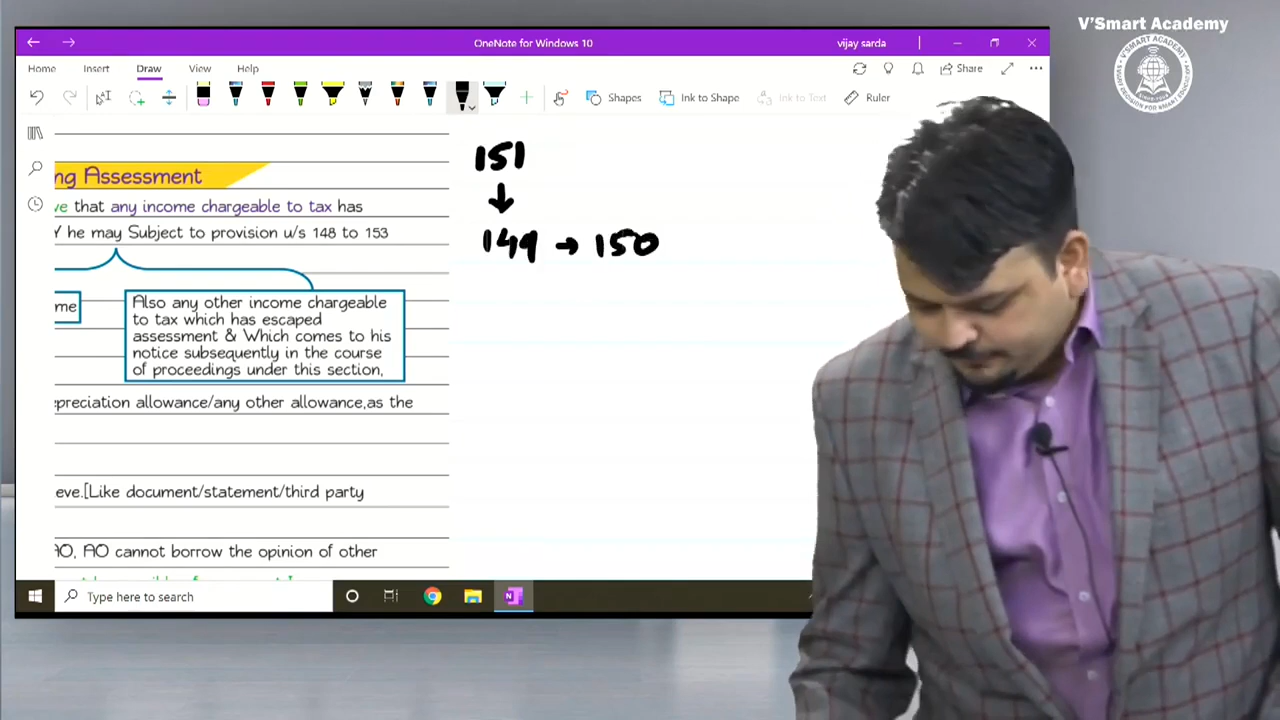 V'Smart Academy
OneNote for Windows 10
vijay sarda
Home Insert Draw View Help
Share
Shapes Ink to Shape Ink to Text Ruler
ng Assessment
ve that any income chargeable to tax has
Y he may Subject to provision u/s 148 to 153
me
Also any other income chargeable
to tax which has escaped
assessment & Which comes to his
notice subsequently in the course
of proceedings under this section,
preciation allowance/any other allowance,as the
eve.[Like document/statement/third party
AO, AO cannot borrow the opinion of other
151
↓
149 → 150
Type here to search